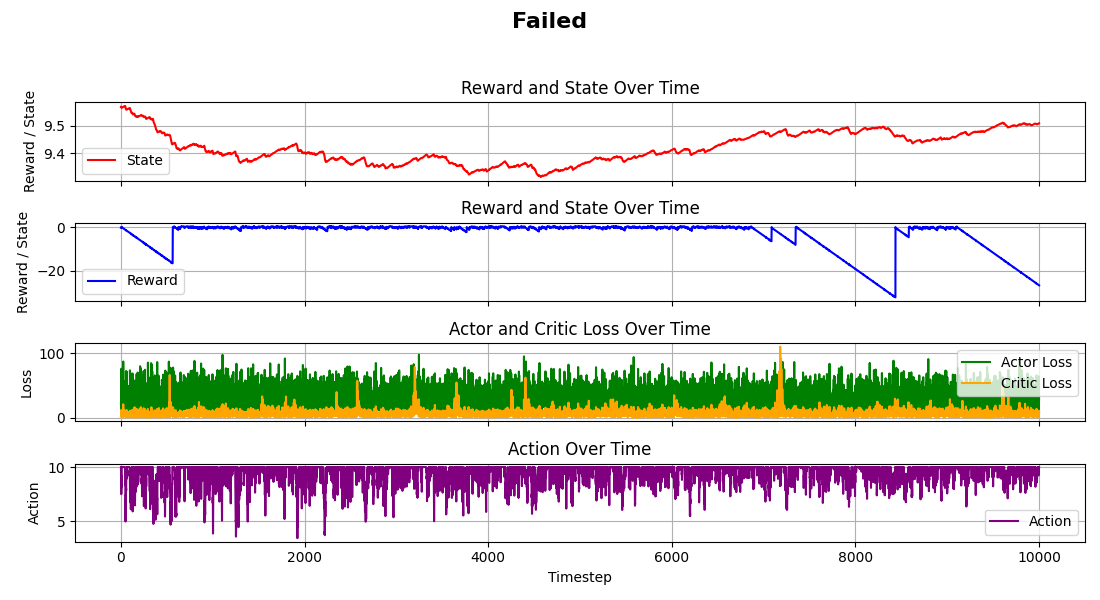 Failed
Reward and State Over Time
Reward / State
9.5
9.4
State
Reward and State Over Time
Reward / State
0
−20
Reward
Actor and Critic Loss Over Time
Loss
100
0
Actor Loss
Critic Loss
Action Over Time
Action
10
5
Action
0 2000 4000 6000 8000 10000
Timestep